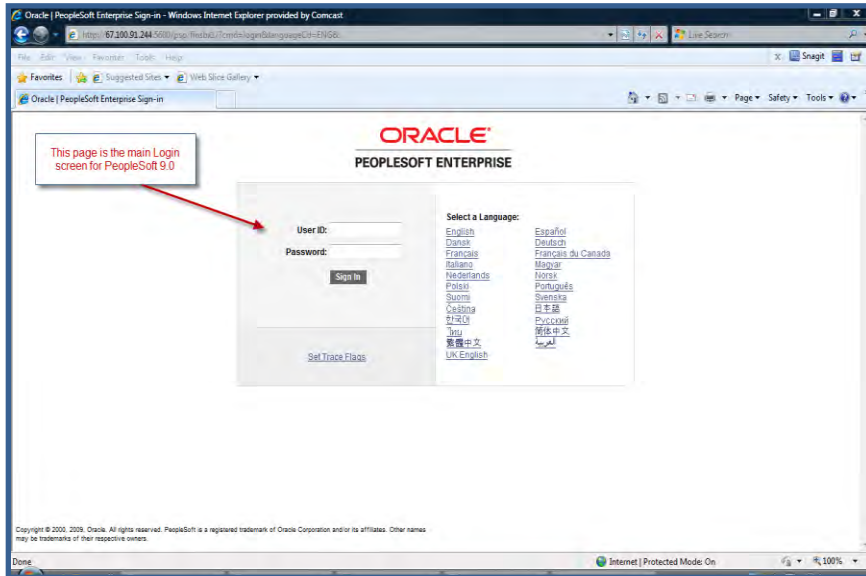 Oracle | PeopleSoft Enterprise Sign-in - Windows Internet Explorer provided by Comcast
Live Search
File Edit View Favorites Tools Help
x Snagit
Favorites Suggested Sites Web Slice Gallery
Oracle | PeopleSoft Enterprise Sign-in
Page Safety Tools
This page is the main Login
screen for PeopleSoft 9.0
ORACLE
PEOPLESOFT ENTERPRISE
User ID:
Password:
Sign In
Set Trace Flags
Select a Language:
English Español
Dansk Deutsch
Français Français du Canada
Italiano Magyar
Nederlands Norsk
Polski Português
Suomi Svenska
Čeština 日本語
한국어 Русский
ไทย 简体中文
繁體中文 العربية
UK English
Copyright © 2000, 2009, Oracle. All rights reserved. PeopleSoft is a registered trademark of Oracle Corporation and/or its affiliates. Other names
may be trademarks of their respective owners.
Done
Internet | Protected Mode: On
100%